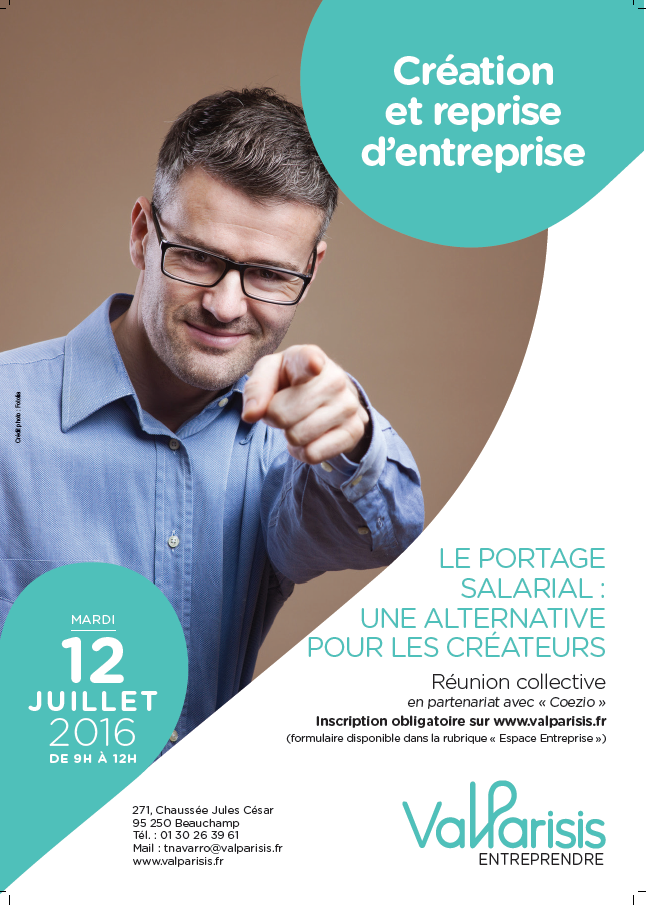 Création
et reprise
d’entreprise
Crédit photo : Fotolia
LE PORTAGE
SALARIAL :
UNE ALTERNATIVE
POUR LES CRÉATEURS
Réunion collective
en partenariat avec « Coezio »
Inscription obligatoire sur www.valparisis.fr
(formulaire disponible dans la rubrique « Espace Entreprise »)
MARDI
12
JUILLET
2016
DE 9H À 12H
271, Chaussée Jules César
95 250 Beauchamp
Tél. : 01 30 26 39 61
Mail : tnavarro@valparisis.fr
www.valparisis.fr
ValParisis
ENTREPRENDRE